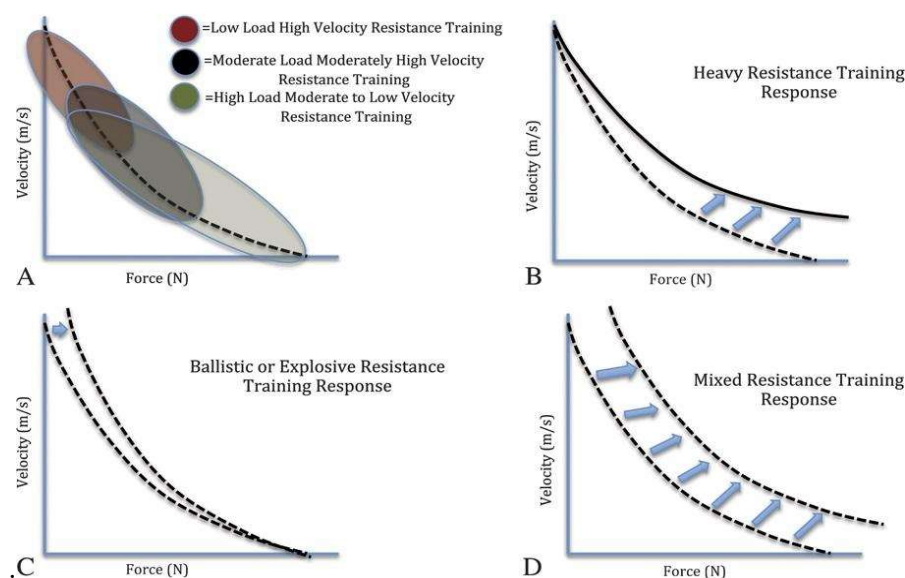 =Low Load High Velocity Resistance Training
=Moderate Load Moderately High Velocity
Resistance Training
=High Load Moderate to Low Velocity
Resistance Training
Velocity (m/s)
A
Force (N)
Heavy Resistance Training
Response
Velocity (m/s)
B
Force (N)
Ballistic or Explosive Resistance
Training Response
Velocity (m/s)
.C
Force (N)
Mixed Resistance Training
Response
Velocity (m/s)
D
Force (N)